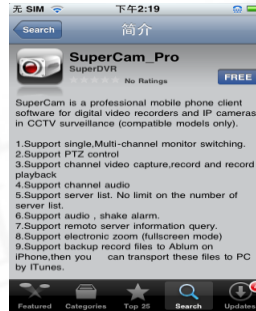 无 SIM 下午2:19
Search 简介
SuperCam_Pro
SuperDVR
No Ratings
FREE
SuperCam is a professional mobile phone client
software for digital video recorders and IP cameras
in CCTV surveillance (compatible models only).
1.Support single,Multi-channel monitor switching.
2.Support PTZ control
3.Support channel video capture,record and record
playback
4.Support channel audio
5.Support server list. No limit on the number of
server list.
6.Support audio , shake alarm.
7.Support remoto server information query.
8.Support electronic zoom (fullscreen mode)
9.Support backup record files to Ablum on
iPhone,then you can transport these files to PC
by ITunes.
Featured Categories Top 25 Search Updates